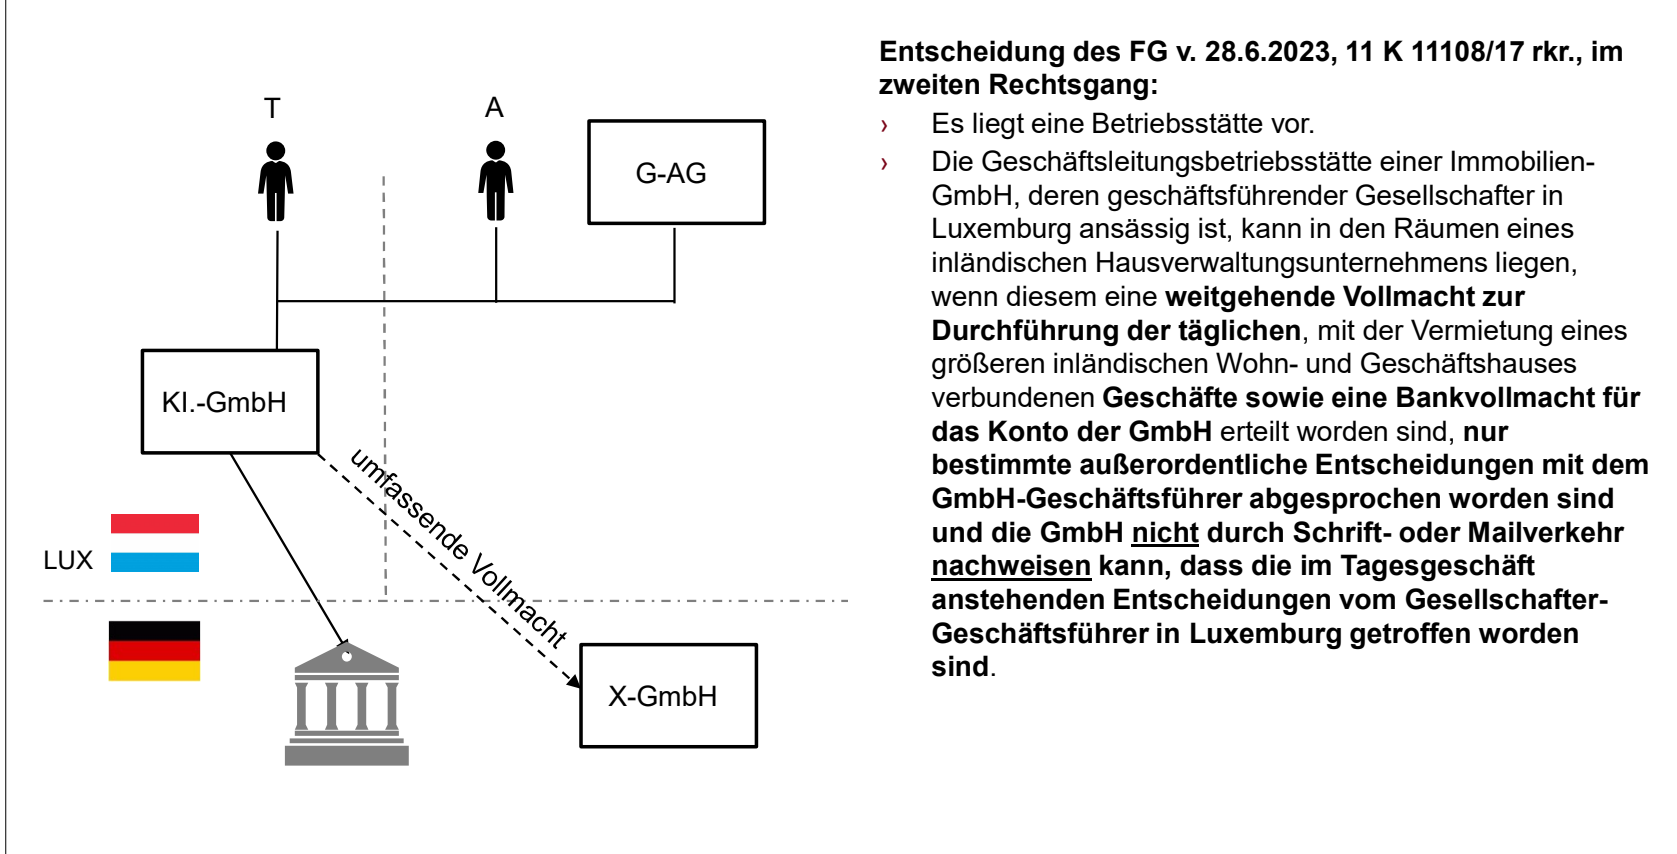 Entscheidung des FG v. 28.6.2023, 11 K 11108/17 rkr., im
zweiten Rechtsgang:
› Es liegt eine Betriebsstätte vor.
› Die Geschäftsleitungsbetriebsstätte einer Immobilien-
GmbH, deren geschäftsführender Gesellschafter in
Luxemburg ansässig ist, kann in den Räumen eines
inländischen Hausverwaltungsunternehmens liegen,
wenn diesem eine weitgehende Vollmacht zur
Durchführung der täglichen, mit der Vermietung eines
größeren inländischen Wohn- und Geschäftshauses
verbundenen Geschäfte sowie eine Bankvollmacht für
das Konto der GmbH erteilt worden sind, nur
bestimmte außerordentliche Entscheidungen mit dem
GmbH-Geschäftsführer abgesprochen worden sind
und die GmbH nicht durch Schrift- oder Mailverkehr
nachweisen kann, dass die im Tagesgeschäft
anstehenden Entscheidungen vom Gesellschafter-
Geschäftsführer in Luxemburg getroffen worden
sind.
T
A
G-AG
Kl.-GmbH
umfassende Vollmacht
LUX
X-GmbH